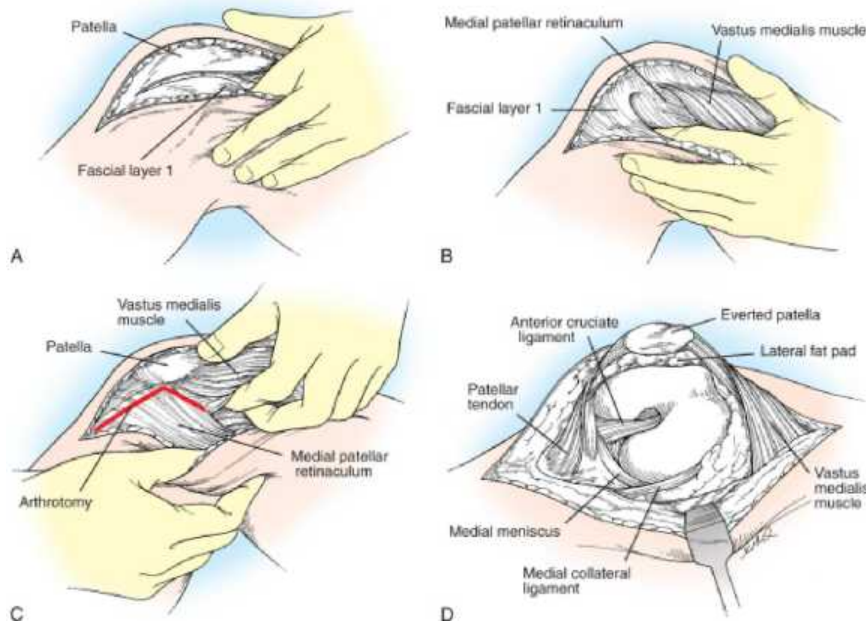 Patella
Fascial layer 1
A
Medial patellar retinaculum
Vastus medialis muscle
Fascial layer 1
B
Vastus medialis
muscle
Patella
Medial patellar
retinaculum
Arthrotomy
C
Everted patella
Anterior cruciate
ligament
Lateral fat pad
Patellar
tendon
Vastus
medialis
muscle
Medial meniscus
Medial collateral
ligament
D